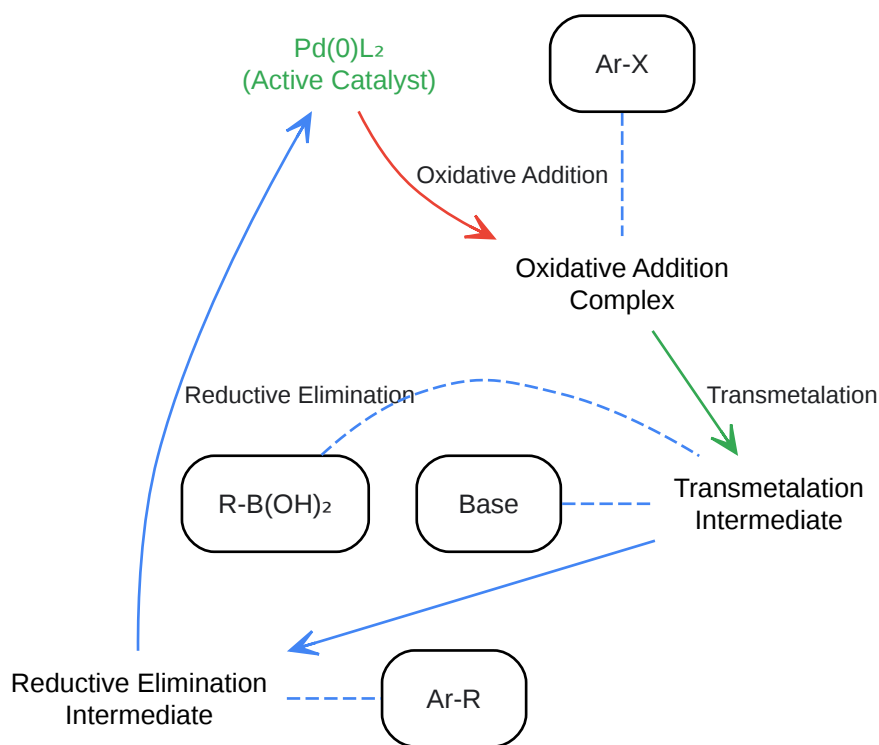 Pd(0)L₂
(Active Catalyst)
Ar-X
Oxidative Addition
Oxidative Addition
Complex
Reductive Elimination
Transmetalation
R-B(OH)₂
Base
Transmetalation
Intermediate
Reductive Elimination
Intermediate
Ar-R